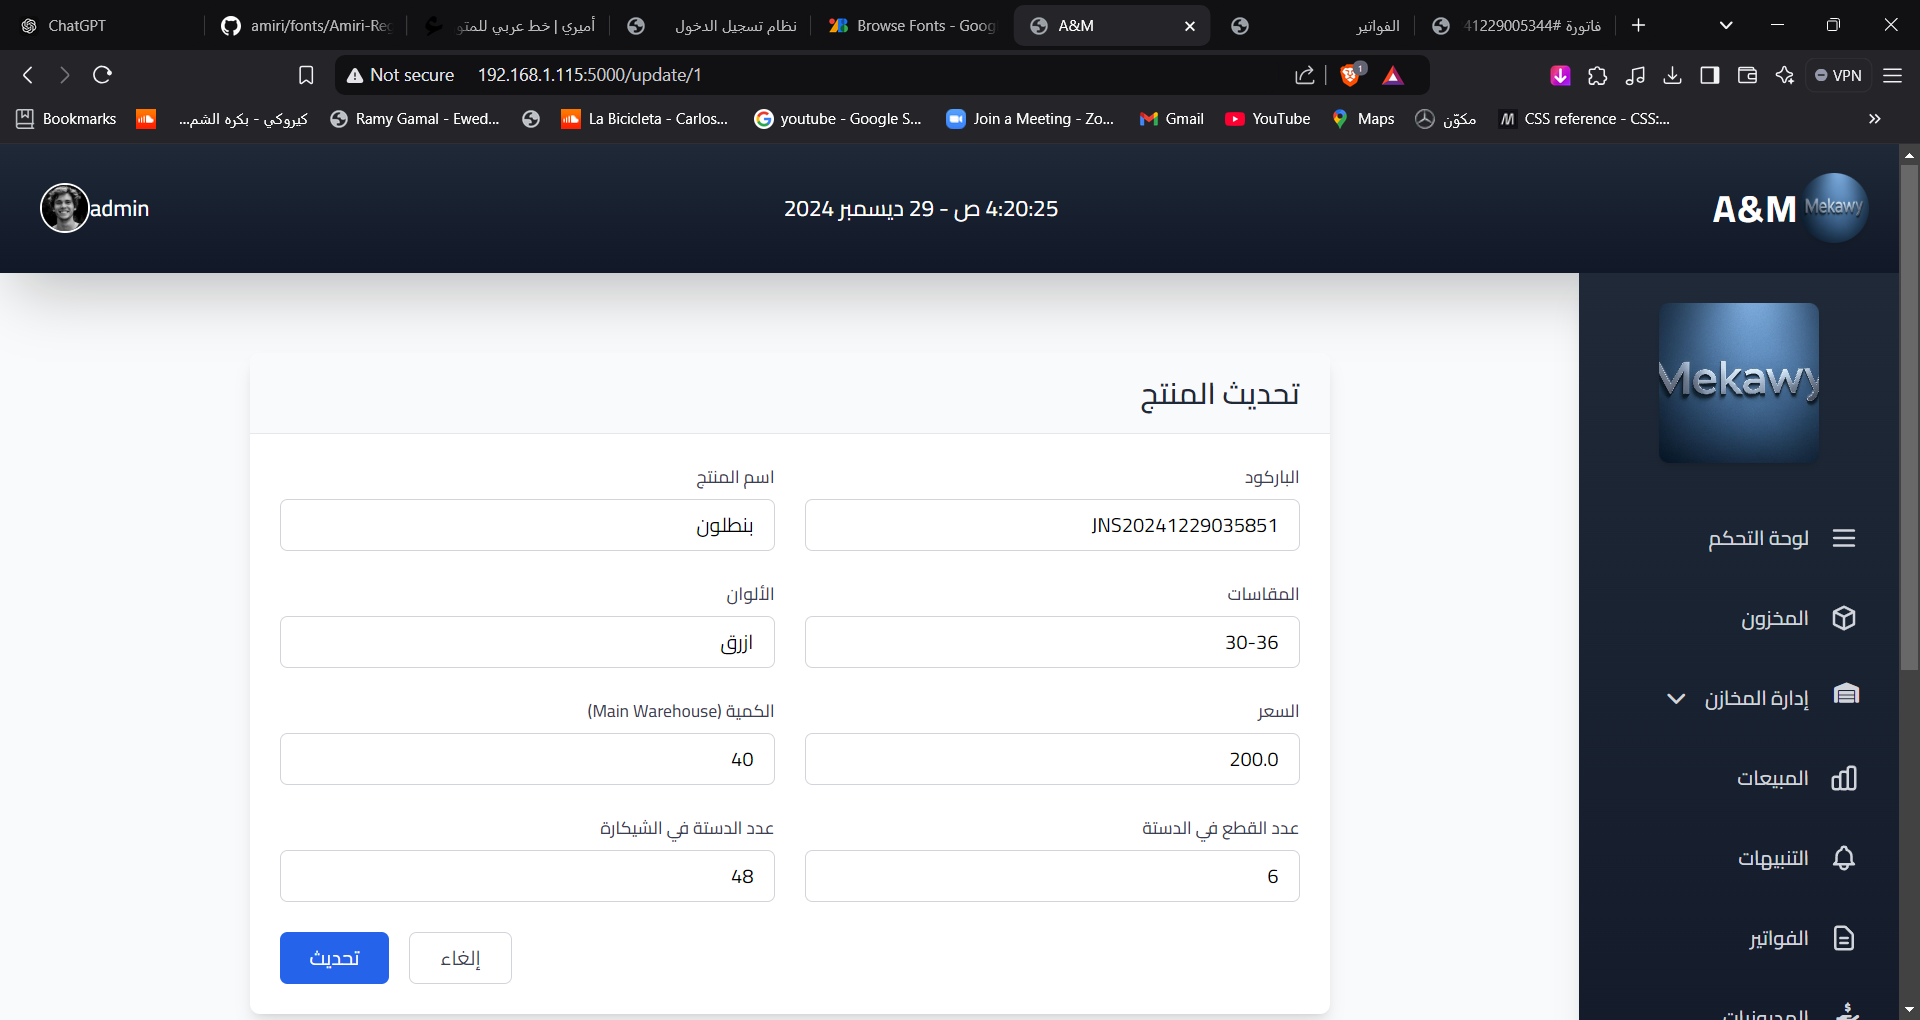 ChatGPT
amiri/fonts/Amiri-Reg
أميري | خط عربي للمتو
نظام تسجيل الدخول
Browse Fonts - Goog
A&M
الفواتير
فاتورة #41229005344
Not secure
192.168.1.115:5000/update/1
1
VPN
Bookmarks
كيروكي - بكره الشم...
Ramy Gamal - Ewed...
La Bicicleta - Carlos...
youtube - Google S...
Join a Meeting - Zo...
Gmail
YouTube
Maps
مكوّن
CSS reference - CSS:...
admin
4:20:25 ص - 29 ديسمبر 2024
A&M
Mekawy
Mekawy
تحديث المنتج
الباركود
اسم المنتج
JNS20241229035851
بنطلون
المقاسات
الألوان
30-36
ازرق
السعر
الكمية (Main Warehouse)
200.0
40
عدد القطع في الدستة
عدد الدستة في الشيكارة
6
48
إلغاء
تحديث
لوحة التحكم
المخزون
إدارة المخازن
المبيعات
التنبيهات
الفواتير
المديونيات